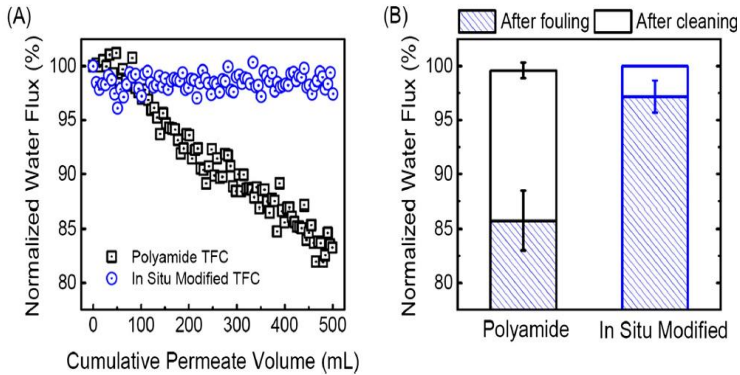 (A)
Normalized Water Flux (%)
100
95
90
85
80
Polyamide TFC
In Situ Modified TFC
0 100 200 300 400 500
Cumulative Permeate Volume (mL)
(B)
After fouling After cleaning
Normalized Water Flux (%)
100
95
90
85
80
Polyamide In Situ Modified